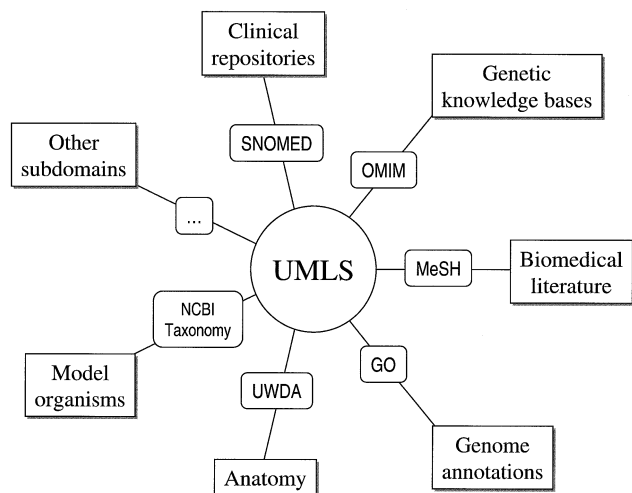 Clinical
repositories
Genetic
knowledge bases
SNOMED
OMIM
Other
subdomains
...
UMLS
MeSH
Biomedical
literature
NCBI
Taxonomy
Model
organisms
UWDA
GO
Anatomy
Genome
annotations